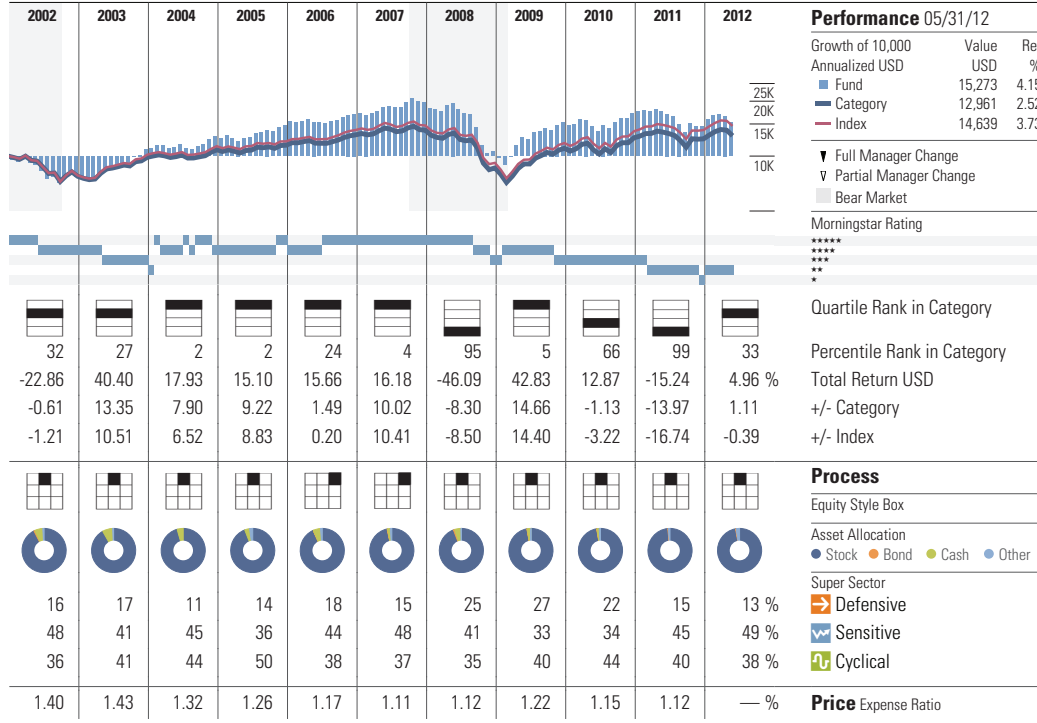 2002 2003 2004 2005 2006 2007 2008 2009 2010 2011 2012
Performance 05/31/12
Growth of 10,000 Value Re
Annualized USD USD %
Fund 15,273 4.15
Category 12,961 2.52
Index 14,639 3.73
25K
20K
15K
10K
Full Manager Change
Partial Manager Change
Bear Market
Morningstar Rating
★★★★★
★★★★
★★★
★★
★
Quartile Rank in Category
32 27 2 2 24 4 95 5 66 99 33 Percentile Rank in Category
-22.86 40.40 17.93 15.10 15.66 16.18 -46.09 42.83 12.87 -15.24 4.96 % Total Return USD
-0.61 13.35 7.90 9.22 1.49 10.02 -8.30 14.66 -1.13 -13.97 1.11 +/- Category
-1.21 10.51 6.52 8.83 0.20 10.41 -8.50 14.40 -3.22 -16.74 -0.39 +/- Index
Process
Equity Style Box
Asset Allocation
Stock Bond Cash Other
Super Sector
16 17 11 14 18 15 25 27 22 15 13 % Defensive
48 41 45 36 44 48 41 33 34 45 49 % Sensitive
36 41 44 50 38 37 35 40 44 40 38 % Cyclical
1.40 1.43 1.32 1.26 1.17 1.11 1.12 1.22 1.15 1.12 — % Price Expense Ratio